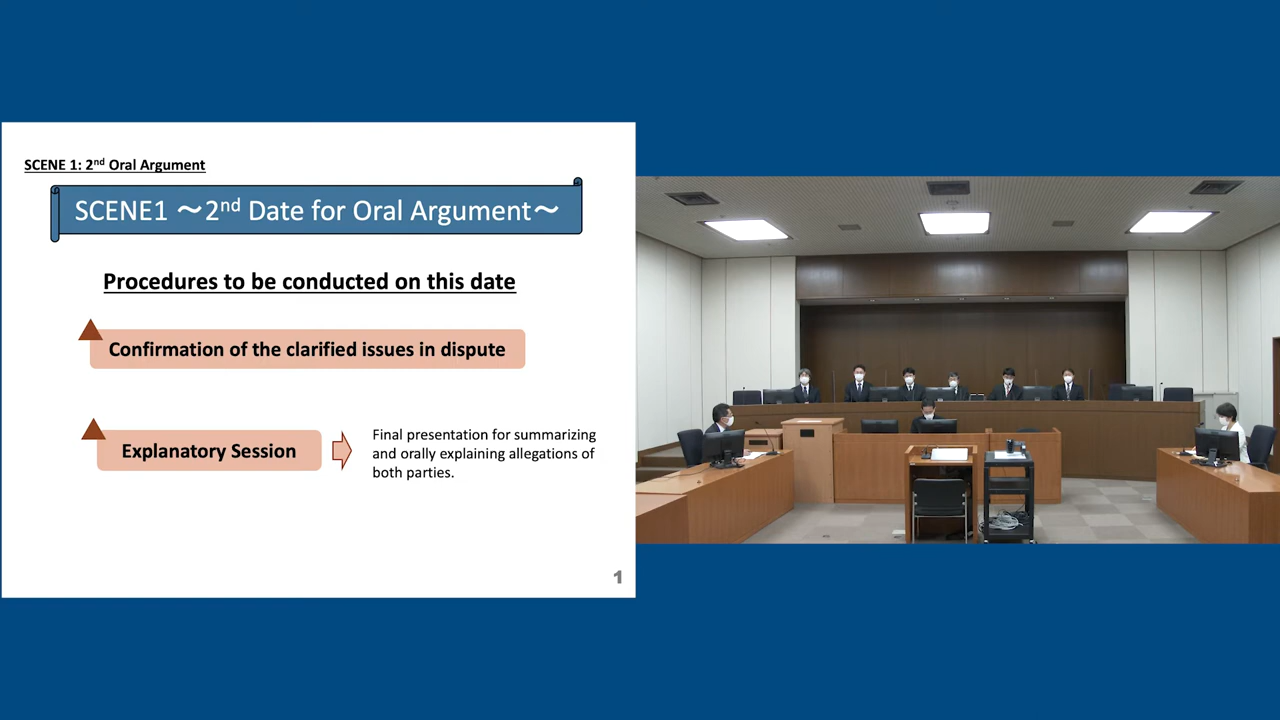 SCENE 1: 2nd Oral Argument
SCENE1 ～2nd Date for Oral Argument～
Procedures to be conducted on this date
Confirmation of the clarified issues in dispute
Explanatory Session
Final presentation for summarizing
and orally explaining allegations of
both parties.
1